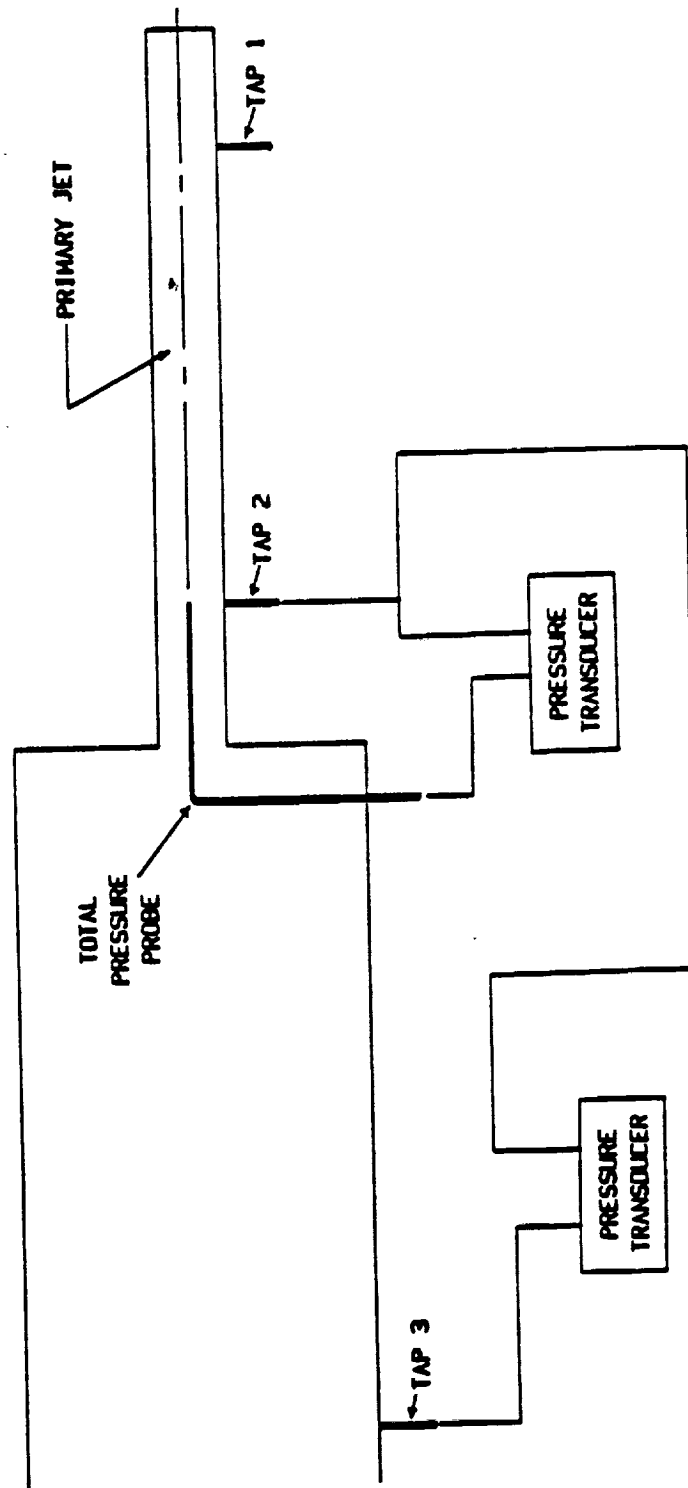 PRIMARY JET
TAP 1
TAP 2
TOTAL
PRESSURE
PROBE
PRESSURE
TRANSDUCER
TAP 3
PRESSURE
TRANSDUCER